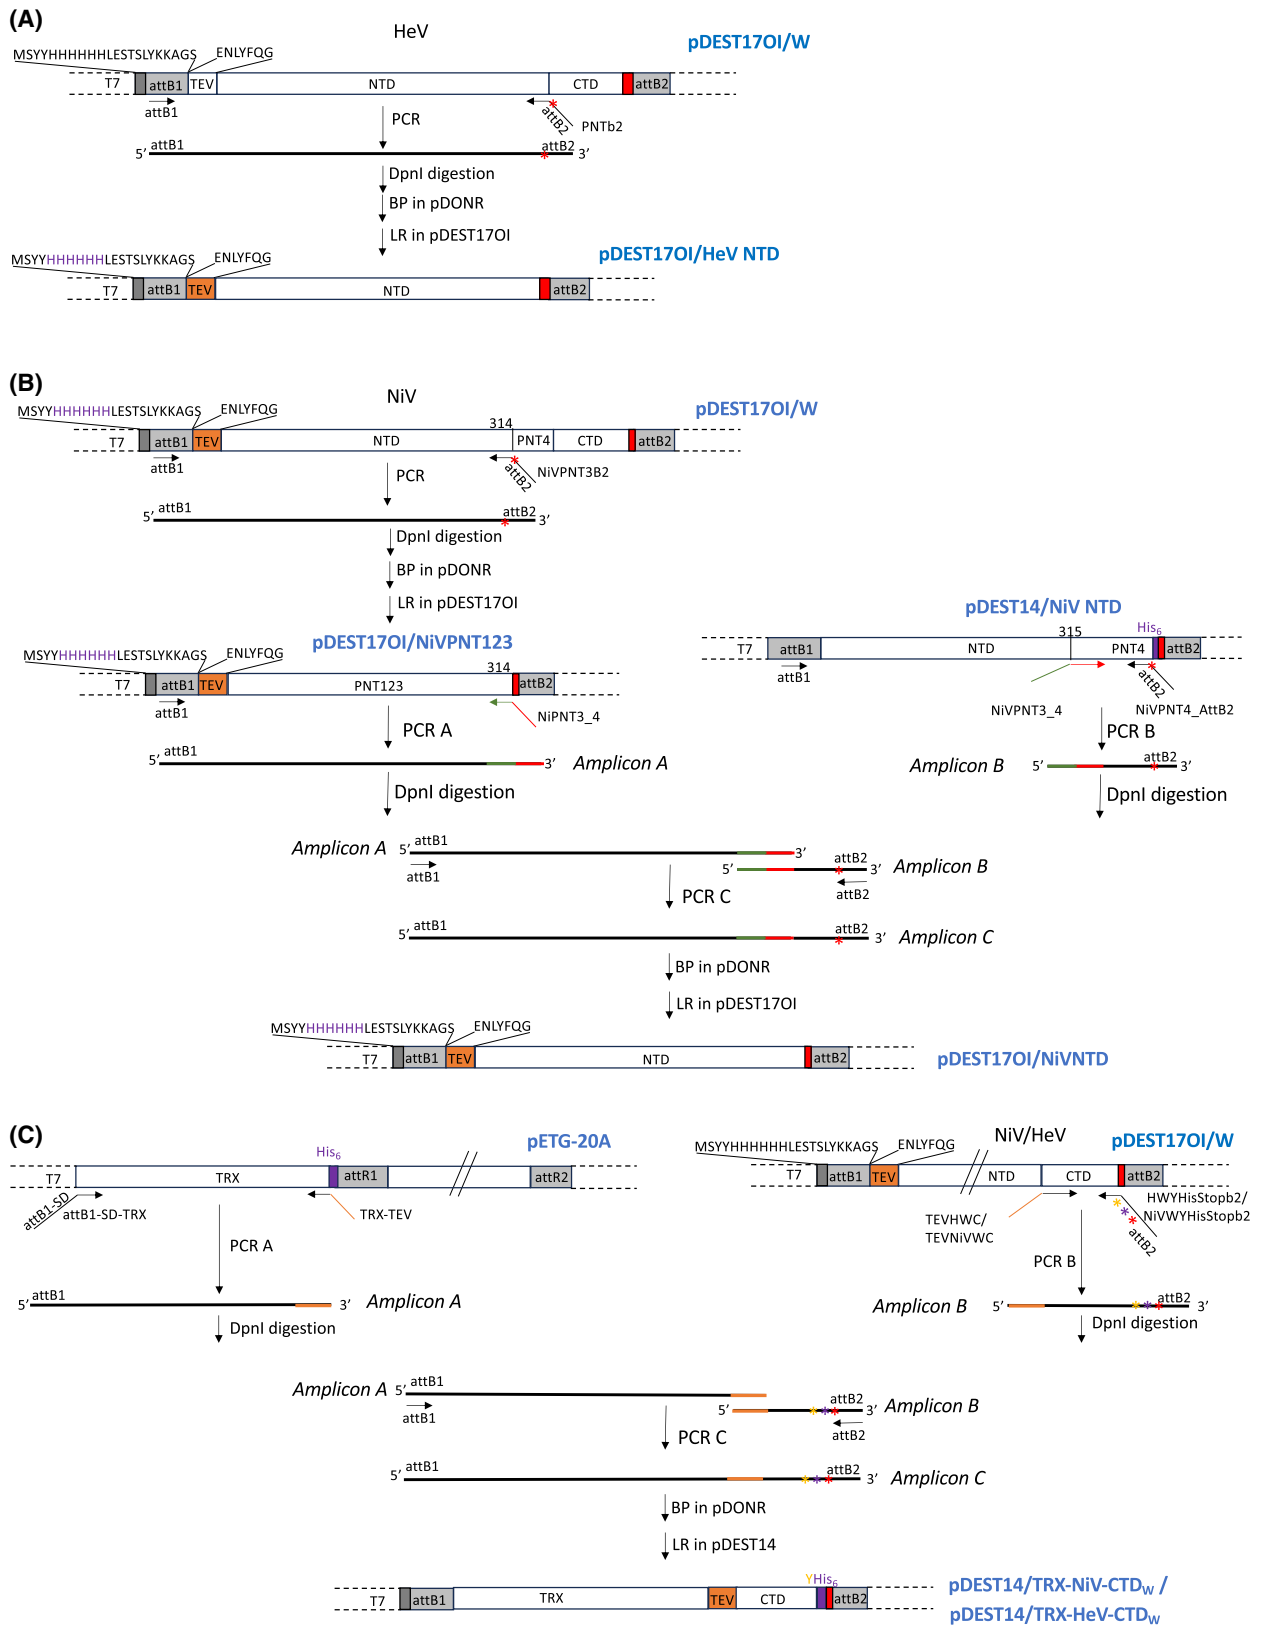 (A)
HeV
pDEST17OI/W
MSYYHHHHHHLESTSLYKKAGS
ENLYFQG
T7
attB1
TEV
NTD
CTD
attB2
attB1
*
attB2
PNTb2
PCR
5’
attB1
attB2
*
3’
DpnI digestion
BP in pDONR
LR in pDEST17OI
pDEST17OI/HeV NTD
MSYYHHHHHHLESTSLYKKAGS
ENLYFQG
T7
attB1
TEV
NTD
attB2
(B)
NiV
pDEST17OI/W
MSYYHHHHHHLESTSLYKKAGS
ENLYFQG
314
T7
attB1
TEV
NTD
PNT4
CTD
attB2
attB1
*
attB2
NiVPNT3B2
PCR
5’
attB1
attB2
*
3’
DpnI digestion
BP in pDONR
LR in pDEST17OI
pDEST17OI/NiVPNT123
MSYYHHHHHHLESTSLYKKAGS
ENLYFQG
314
T7
attB1
TEV
PNT123
attB2
attB1
NiPNT3_4
PCR A
5’
attB1
3’
Amplicon A
DpnI digestion
pDEST14/NiV NTD
315
His6
T7
attB1
NTD
PNT4
attB2
attB1
*
attB2
NiVPNT3_4
NiVPNT4_AttB2
PCR B
Amplicon B
5’
attB2
*
3’
DpnI digestion
Amplicon A
5’
attB1
3’
attB1
5’
attB2
*
3’
Amplicon B
attB2
PCR C
5’
attB1
attB2
*
3’
Amplicon C
BP in pDONR
LR in pDEST17OI
MSYYHHHHHHLESTSLYKKAGS
ENLYFQG
T7
attB1
TEV
NTD
attB2
pDEST17OI/NiVNTD
(C)
pETG-20A
His6
T7
TRX
attR1
attR2
attB1-SD
attB1-SD-TRX
TRX-TEV
PCR A
5’
attB1
3’
Amplicon A
DpnI digestion
NiV/HeV
pDEST17OI/W
MSYYHHHHHHLESTSLYKKAGS
ENLYFQG
T7
attB1
TEV
NTD
CTD
attB2
TEVHWC/
TEVNiVWC
* * *
attB2
HWYHisStopb2/
NiVWYHisStopb2
PCR B
Amplicon B
5’
attB2
* * *
3’
DpnI digestion
Amplicon A
5’
attB1
attB1
5’
attB2
* * *
3’
Amplicon B
attB2
PCR C
5’
attB1
attB2
* * *
3’
Amplicon C
BP in pDONR
LR in pDEST14
YHis6
T7
attB1
TRX
TEV
CTD
attB2
pDEST14/TRX-NiV-CTDW /
pDEST14/TRX-HeV-CTDW